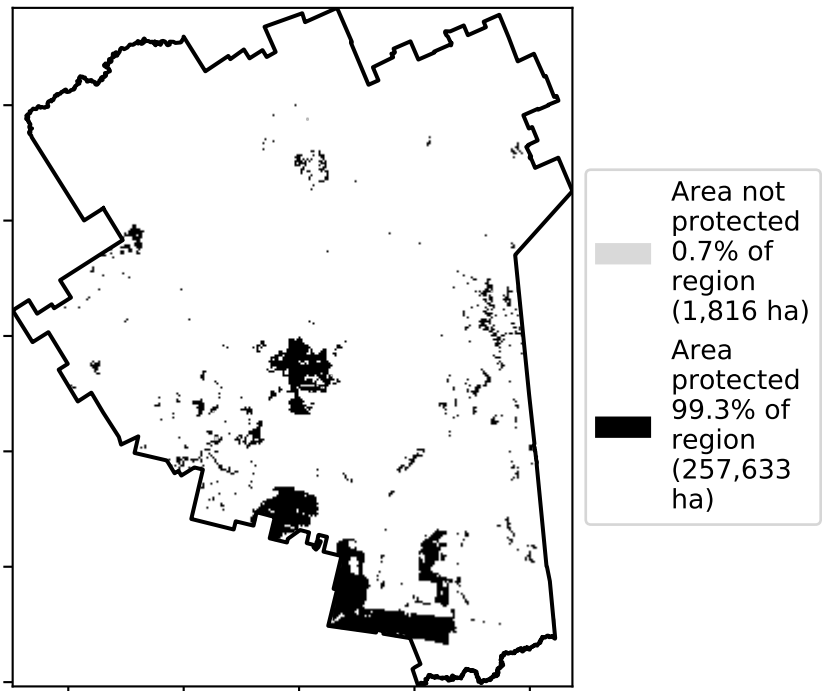 Area not
protected
0.7% of
region
(1,816 ha)
Area
protected
99.3% of
region
(257,633
ha)